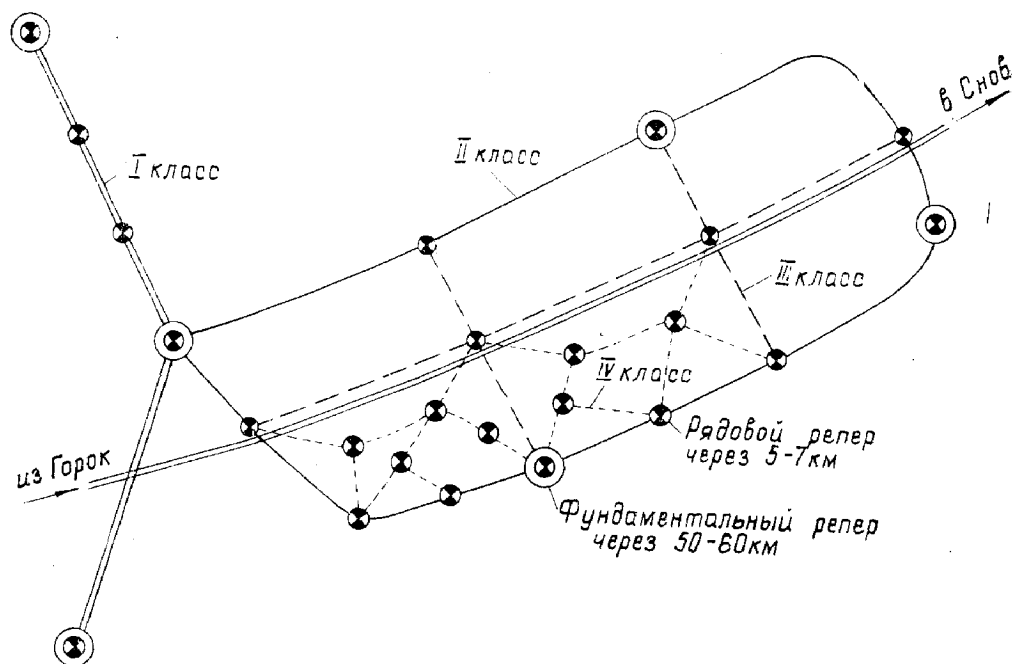 в Снов
I класс
II класс
III класс
IV класс
Рядовой репер
через 5-7км
из Горок
Фундаментальный репер
через 50-60км